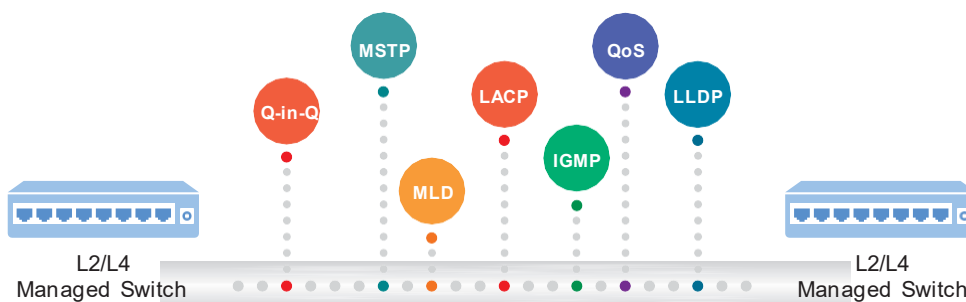 MSTP
QoS
Q-in-Q
LACP
LLDP
IGMP
MLD
L2/L4
Managed Switch
L2/L4
Managed Switch